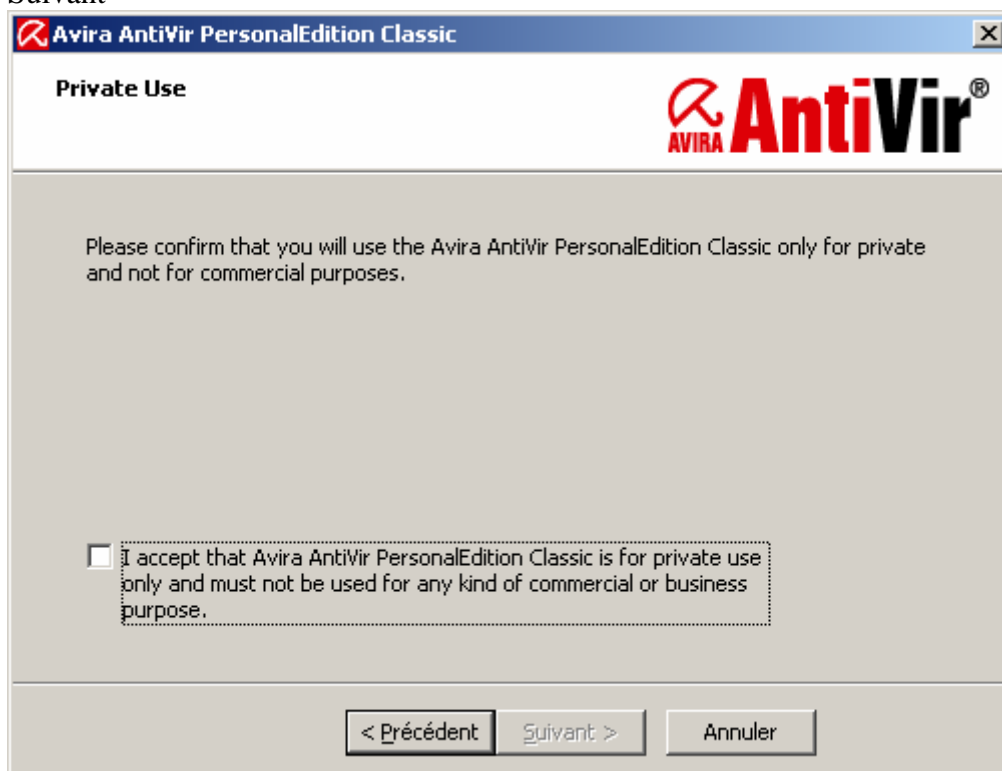 Suivant
Avira AntiVir PersonalEdition Classic
Private Use
AVIRA AntiVir®
Please confirm that you will use the Avira AntiVir PersonalEdition Classic only for private
and not for commercial purposes.
I accept that Avira AntiVir PersonalEdition Classic is for private use
only and must not be used for any kind of commercial or business
purpose.
< Précédent Suivant > Annuler